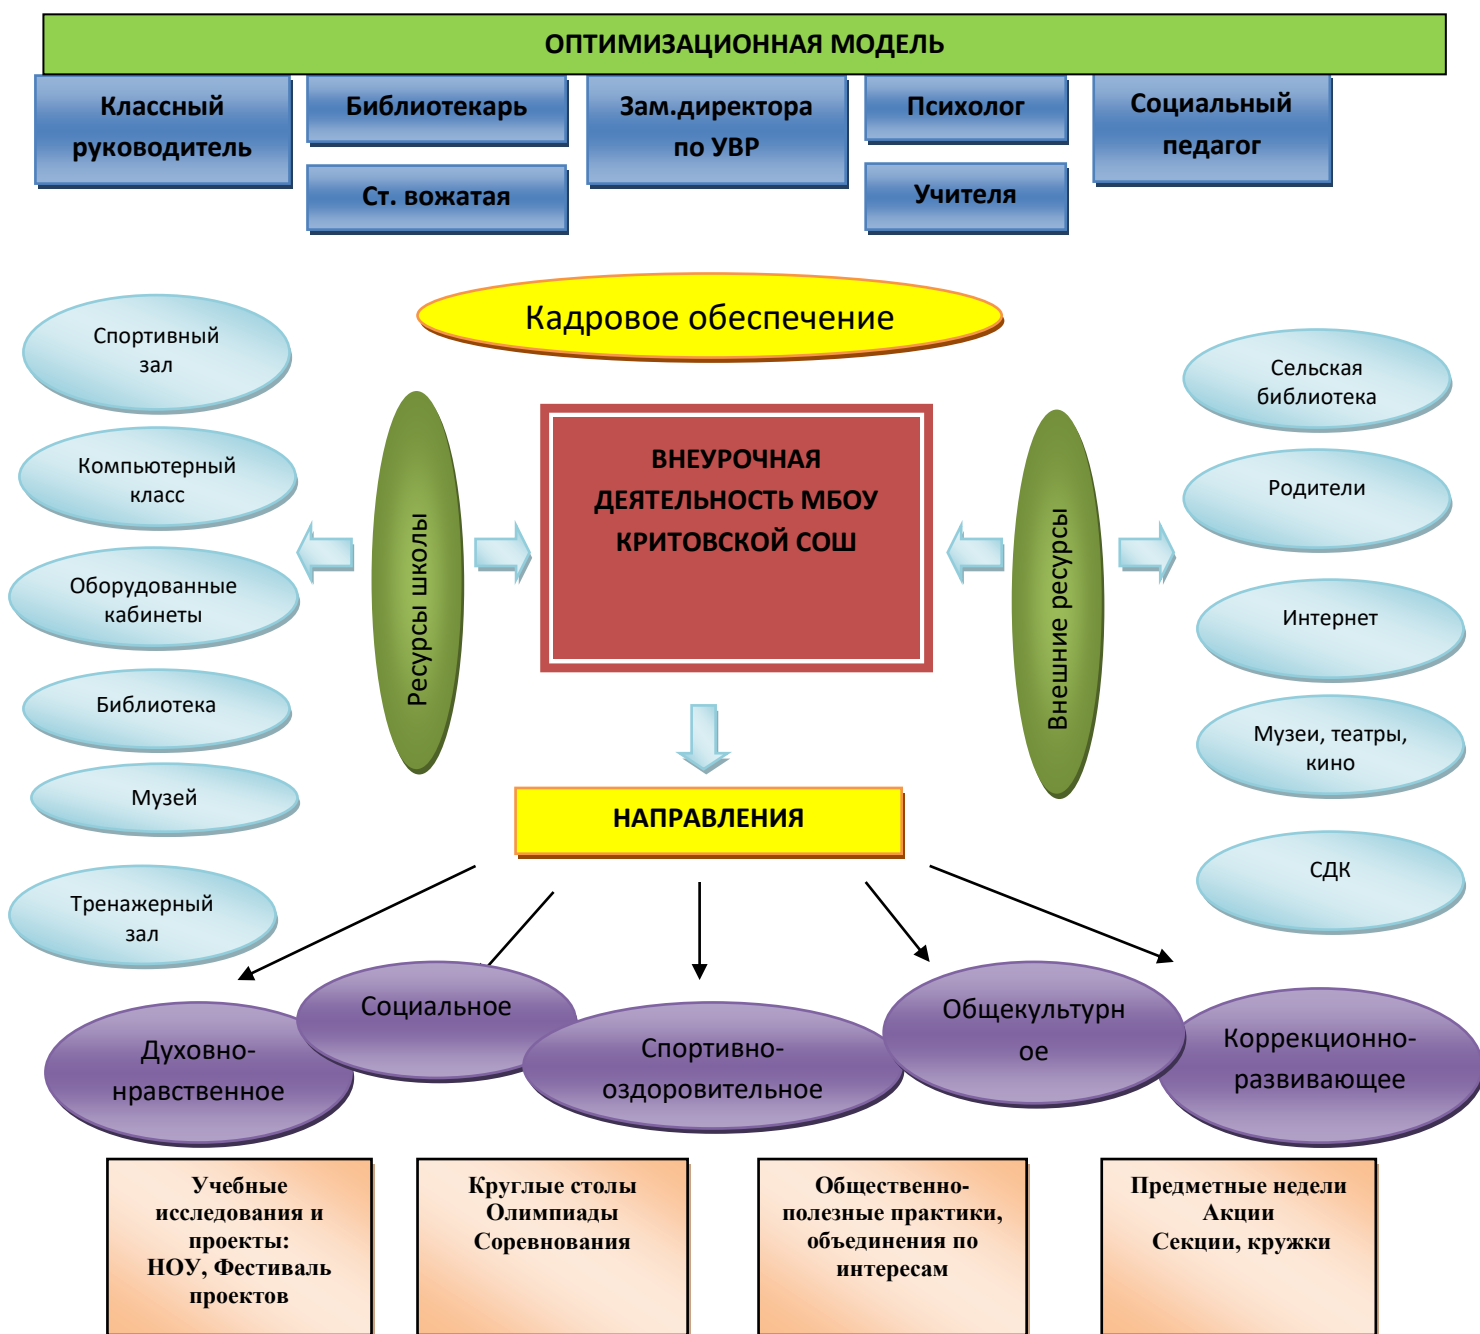 ОПТИМИЗАЦИОННАЯ МОДЕЛЬ
Классный
руководитель
Библиотекарь
Ст. вожатая
Зам.директора
по УВР
Психолог
Учителя
Социальный
педагог
Кадровое обеспечение
Спортивный
зал
Компьютерный
класс
Оборудованные
кабинеты
Библиотека
Музей
Тренажерный
зал
Ресурсы школы
ВНЕУРОЧНАЯ
ДЕЯТЕЛЬНОСТЬ МБОУ
КРИТОВСКОЙ СОШ
Внешние ресурсы
Сельская
библиотека
Родители
Интернет
Музеи, театры,
кино
СДК
НАПРАВЛЕНИЯ
Духовно-
нравственное
Социальное
Спортивно-
оздоровительное
Общекультурн
ое
Коррекционно-
развивающее
Учебные
исследования и
проекты:
НОУ, Фестиваль
проектов
Круглые столы
Олимпиады
Соревнования
Общественно-
полезные практики,
объединения по
интересам
Предметные недели
Акции
Секции, кружки